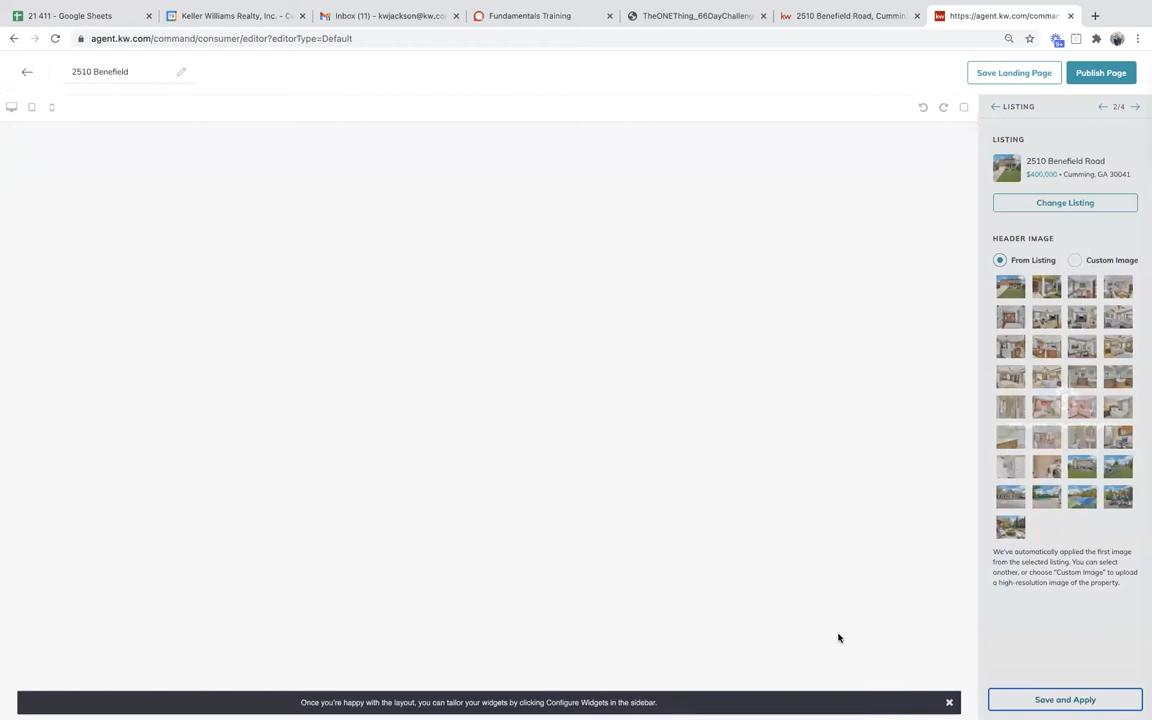 21 411 - Google Sheets
Keller Williams Realty, Inc. - Ca
Inbox (11) - kwjackson@kw.co
Fundamentals Training
TheONEThing_66DayChalleng
kw 2510 Benefield Road, Cummin
kw https://agent.kw.com/comman
agent.kw.com/command/consumer/editor?editorType=Default
9+
2510 Benefield
Save Landing Page
Publish Page
LISTING
2/4
LISTING
2510 Benefield Road
$400,000 • Cumming, GA 30041
Change Listing
HEADER IMAGE
From Listing
Custom Image
We've automatically applied the first image
from the selected listing. You can select
another, or choose "Custom Image" to upload
a high-resolution image of the property.
Once you're happy with the layout, you can tailor your widgets by clicking Configure Widgets in the sidebar.
Save and Apply